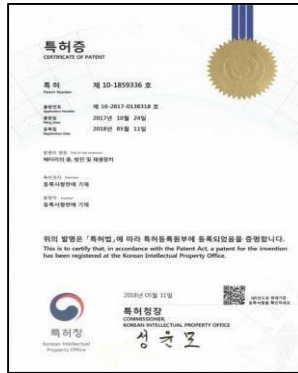 특허증
CERTIFICATE OF PATENT
특 허 제 10-1859336 호
Patent Number
출원번호 제 10-2017-0138318 호
Application Number
출원일 2017년 10월 24일
Filing Date
등록일 2018년 05월 11일
Registration Date
발명의 명칭 Title of the Invention
배터리의 충, 방전 및 재생장치
특허권자 Patentee
등록사항란에 기재
발명자 Inventor
등록사항란에 기재
위의 발명은 「특허법」에 따라 특허등록원부에 등록되었음을 증명합니다.
This is to certify that, in accordance with the Patent Act, a patent for the invention
has been registered at the Korean Intellectual Property Office.
2018년 05월 11일
특허청장
COMMISSIONER,
KOREAN INTELLECTUAL PROPERTY OFFICE
성윤모
특허청
Korean Intellectual
Property Office